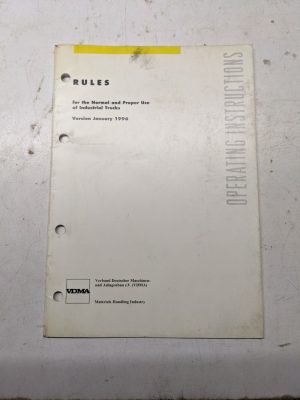 RULES
for the Normal and Proper Use
of Industrial Trucks
Version January 1996
OPERATING INSTRUCTIONS
VDMA
Verband Deutscher Maschinen-
und Anlagenbau e.V. (VDMA)
Materials Handling Industry